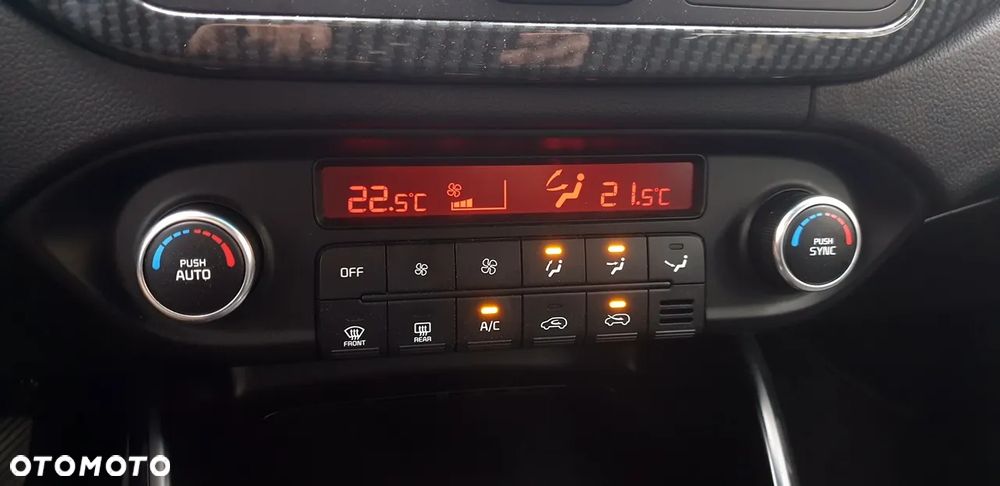 22.5°C
21.5°C
PUSH
AUTO
OFF
PUSH
SYNC
FRONT
REAR
A/C
OTOMOTO